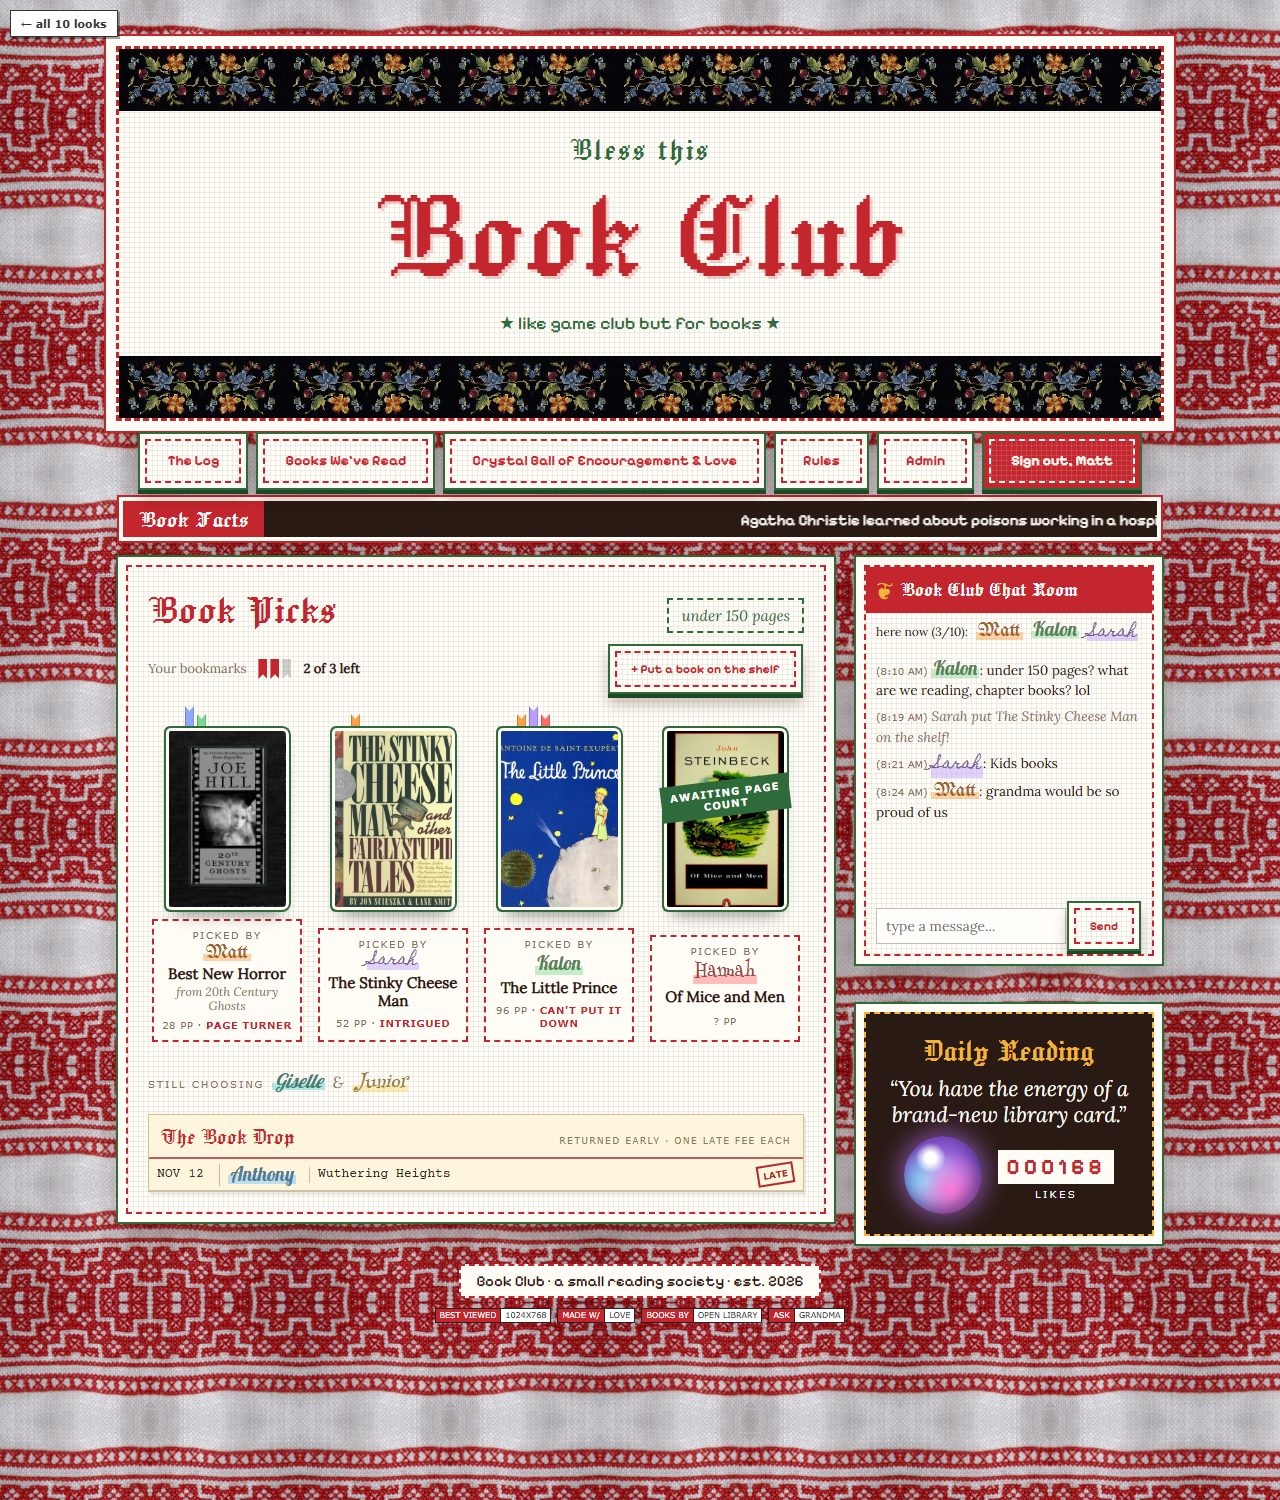 ← all 10 looks
Bless this
Book Club
★ like game club but for books ★
The Log
Books We've Read
Crystal Ball of Encouragement & Love
Rules
Admin
Sign out, Matt
Book Facts
Agatha Christie learned about poisons working in a hospi
Book Picks
under 150 pages
Your bookmarks
2 of 3 left
+ Put a book on the shelf
JOE
HILL
20TH
CENTURY
GHOSTS
THE STINKY
CHEESE
MAN and
other
FAIRLY STUPID
TALES
BY JON SCIESZKA & LANE SMIT
ANTOINE DE SAINT-EXUPÉR
The Little Prince
John
STEINBECK
AWAITING PAGE
COUNT
Of Mice and Men
PICKED BY
Matt
Best New Horror
from 20th Century
Ghosts
28 PP · PAGE TURNER
PICKED BY
Sarah
The Stinky Cheese
Man
52 PP · INTRIGUED
PICKED BY
Kalon
The Little Prince
96 PP · CAN'T PUT IT
DOWN
PICKED BY
Hannah
Of Mice and Men
? PP
STILL CHOOSING Giselle & Junior
The Book Drop
RETURNED EARLY · ONE LATE FEE EACH
NOV 12
Anthony
Wuthering Heights
LATE
Book Club Chat Room
here now (3/10): Matt Kalon Sarah
(8:10 AM) Kalon: under 150 pages? what
are we reading, chapter books? lol
(8:19 AM) Sarah put The Stinky Cheese Man
on the shelf!
(8:21 AM) Sarah: Kids books
(8:24 AM) Matt: grandma would be so
proud of us
type a message...
Send
Daily Reading
“You have the energy of a
brand-new library card.”
000168
LIKES
Book Club · a small reading society · est. 2026
BEST VIEWED 1024X768
MADE W/ LOVE
BOOKS BY OPEN LIBRARY
ASK GRANDMA